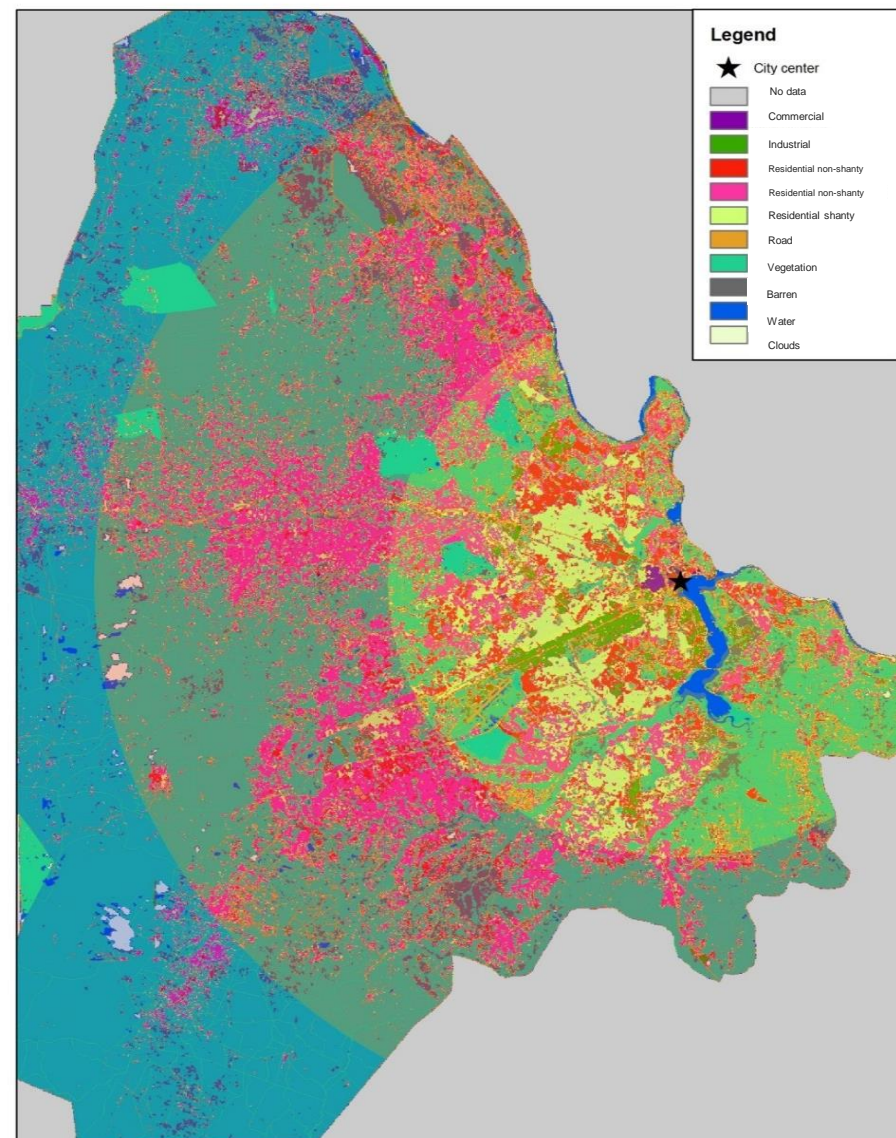 Legend
City center
No data
Commercial
Industrial
Residential non-shanty
Residential non-shanty
Residential shanty
Road
Vegetation
Barren
Water
Clouds